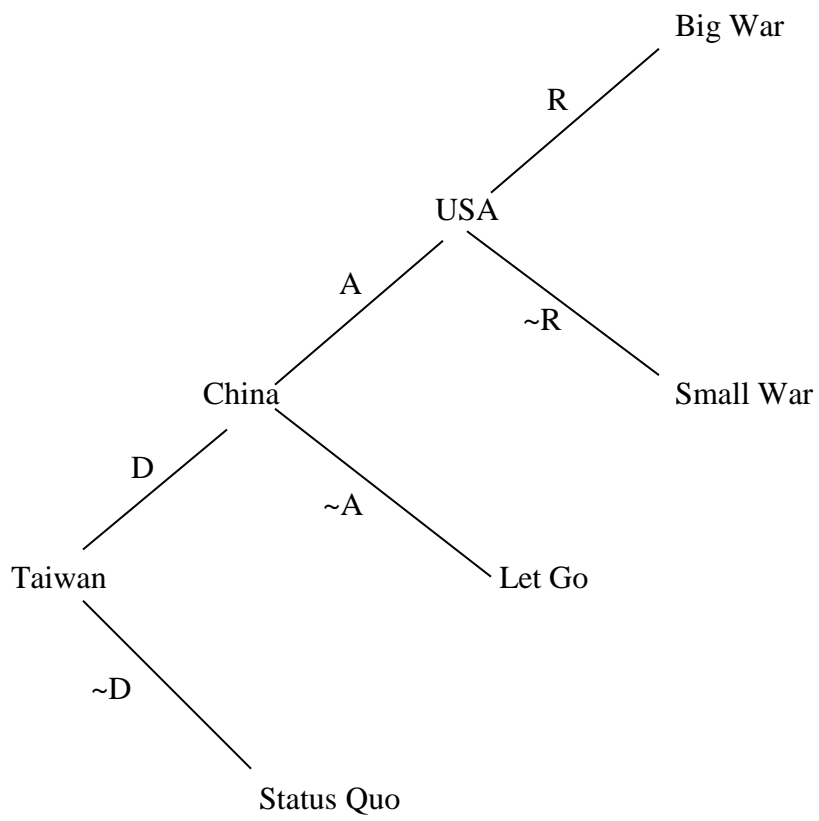 Big War
R
USA
A
~R
China
Small War
D
~A
Taiwan
Let Go
~D
Status Quo